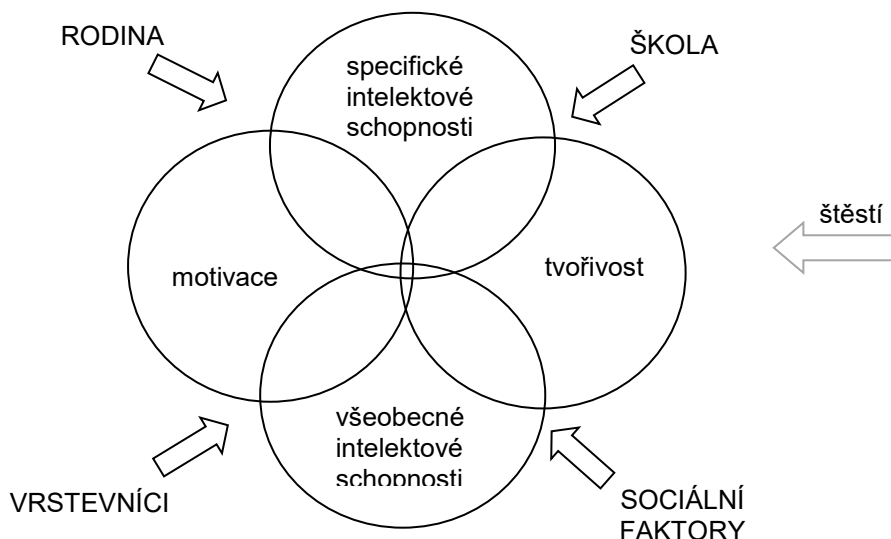 RODINA
ŠKOLA
specifické
intelektové
schopnosti
štěstí
motivace
tvořivost
všeobecné
intelektové
schopnosti
VRSTEVNÍCI
SOCIÁLNÍ
FAKTORY